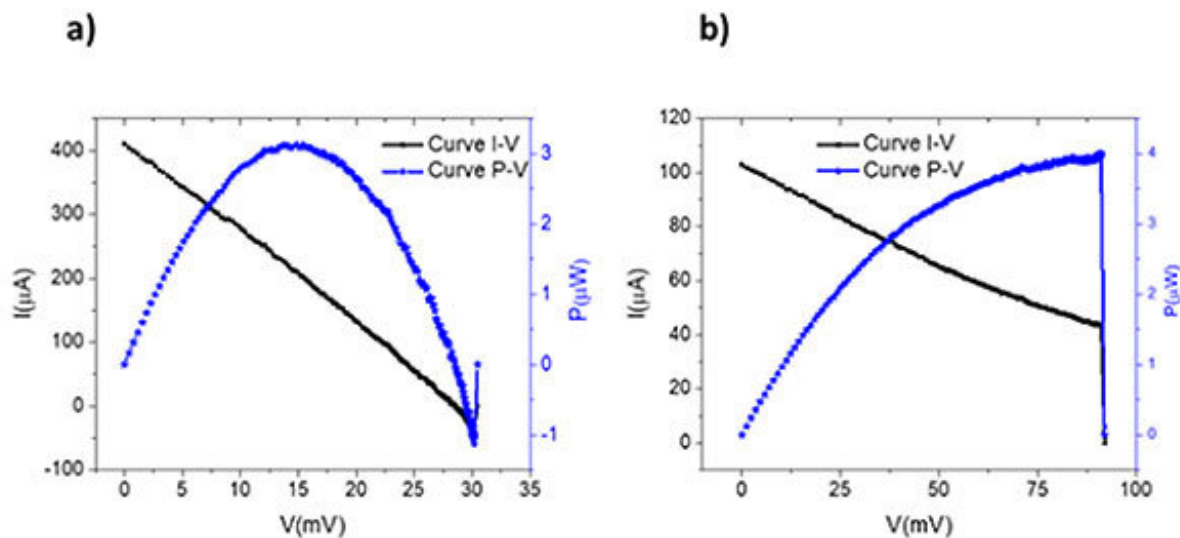 a)
400
300
200
100
0
-100
I(μA)
Curve I-V
Curve P-V
3
2
1
0
-1
P(μW)
0 5 10 15 20 25 30 35
V(mV)
b)
120
100
80
60
40
20
0
I(μA)
Curve I-V
Curve P-V
4
3
2
1
0
P(μW)
0 25 50 75 100
V(mV)